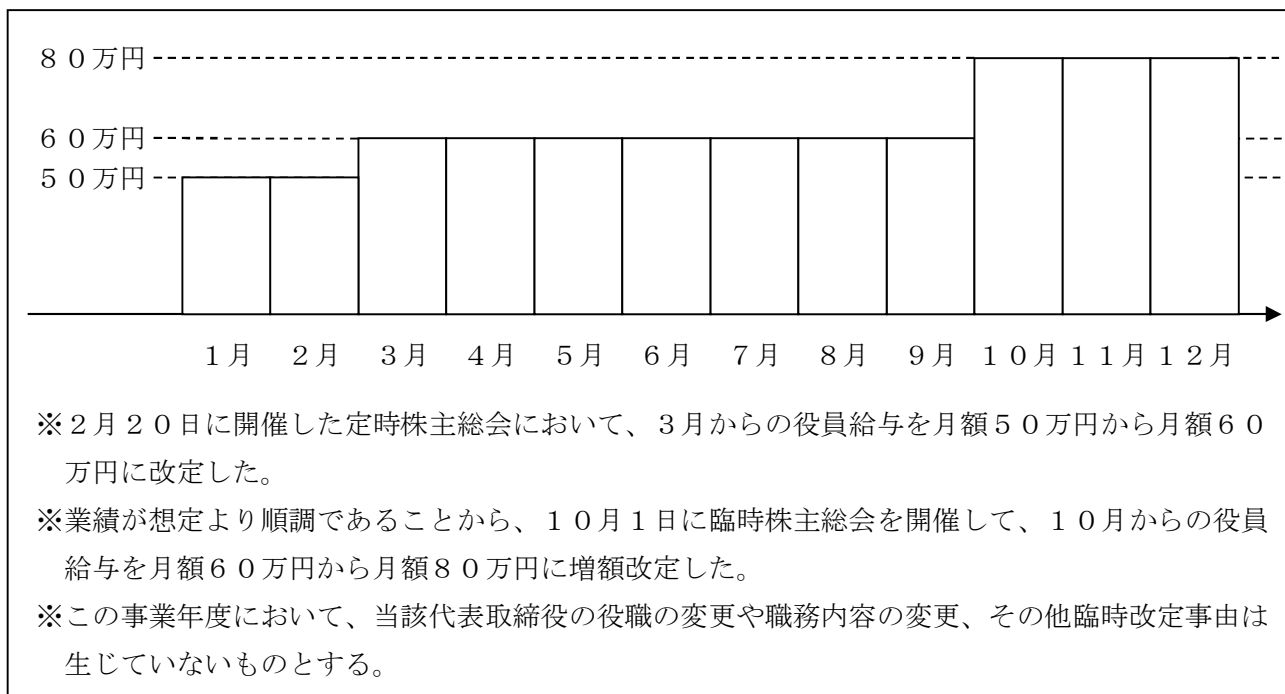 ８０万円
６０万円
５０万円
１月 ２月 ３月 ４月 ５月 ６月 ７月 ８月 ９月 １０月 １１月 １２月
※２月２０日に開催した定時株主総会において、３月からの役員給与を月額５０万円から月額６０
万円に改定した。
※業績が想定より順調であることから、１０月１日に臨時株主総会を開催して、１０月からの役員
給与を月額６０万円から月額８０万円に増額改定した。
※この事業年度において、当該代表取締役の役職の変更や職務内容の変更、その他臨時改定事由は
生じていないものとする。